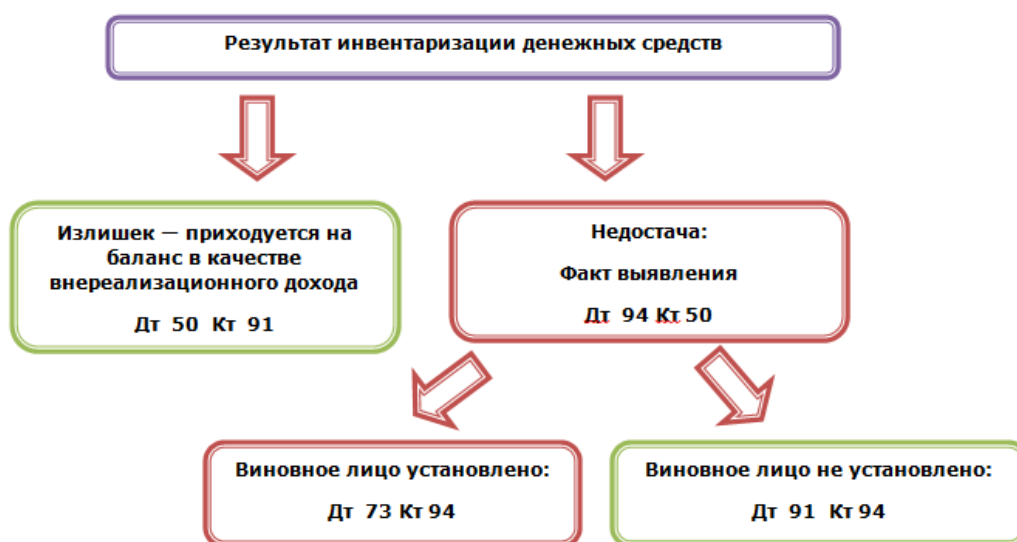 Результат инвентаризации денежных средств
Излишек — приходуется на
баланс в качестве
внереализационного дохода
Дт 50 Кт 91
Недостача:
Факт выявления
Дт 94 Кт 50
Виновное лицо установлено:
Дт 73 Кт 94
Виновное лицо не установлено:
Дт 91 Кт 94